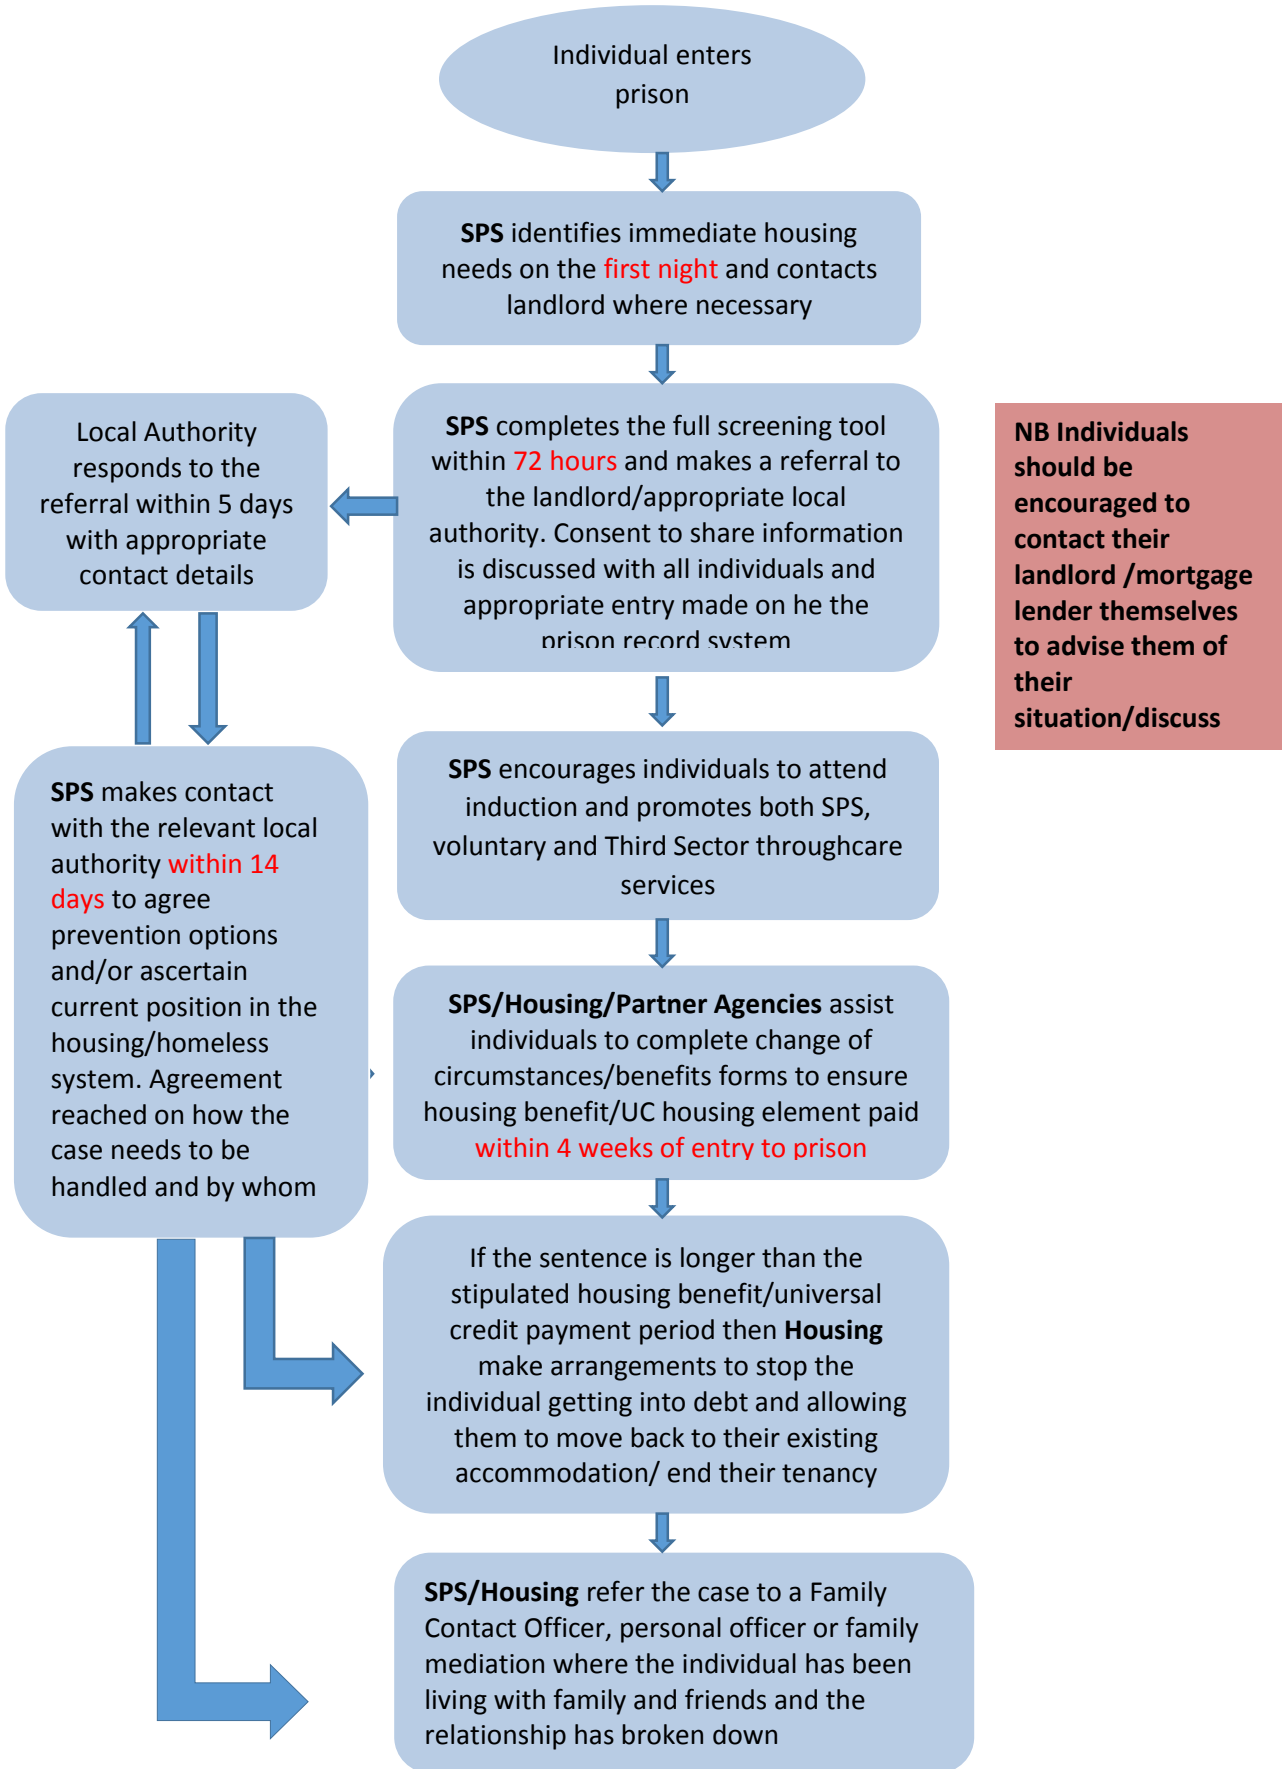 Individual enters
prison
SPS identifies immediate housing
needs on the first night and contacts
landlord where necessary
Local Authority
responds to the
referral within 5 days
with appropriate
contact details
SPS completes the full screening tool
within 72 hours and makes a referral to
the landlord/appropriate local
authority. Consent to share information
is discussed with all individuals and
appropriate entry made on he the
prison record system
NB Individuals
should be
encouraged to
contact their
landlord /mortgage
lender themselves
to advise them of
their
situation/discuss
SPS makes contact
with the relevant local
authority within 14
days to agree
prevention options
and/or ascertain
current position in the
housing/homeless
system. Agreement
reached on how the
case needs to be
handled and by whom
SPS encourages individuals to attend
induction and promotes both SPS,
voluntary and Third Sector throughcare
services
SPS/Housing/Partner Agencies assist
individuals to complete change of
circumstances/benefits forms to ensure
housing benefit/UC housing element paid
within 4 weeks of entry to prison
If the sentence is longer than the
stipulated housing benefit/universal
credit payment period then Housing
make arrangements to stop the
individual getting into debt and allowing
them to move back to their existing
accommodation/ end their tenancy
SPS/Housing refer the case to a Family
Contact Officer, personal officer or family
mediation where the individual has been
living with family and friends and the
relationship has broken down